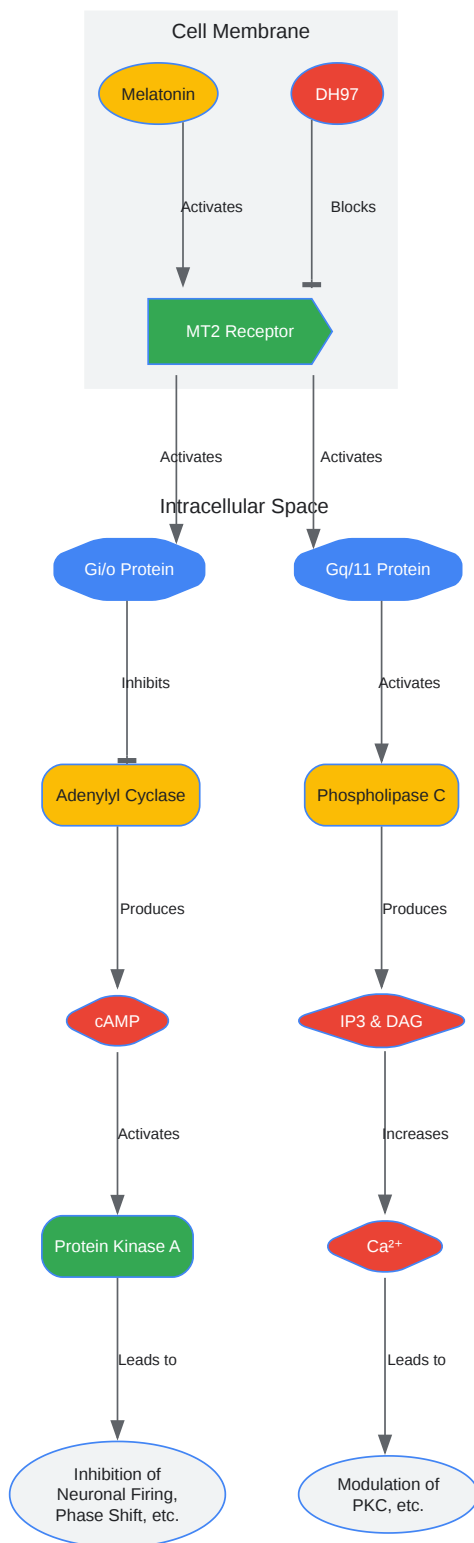 Cell Membrane
Melatonin
DH97
Activates
Blocks
MT2 Receptor
Activates
Activates
Intracellular Space
Gi/o Protein
Gq/11 Protein
Inhibits
Activates
Adenylyl Cyclase
Phospholipase C
Produces
Produces
cAMP
IP3 & DAG
Activates
Increases
Protein Kinase A
Ca²⁺
Leads to
Leads to
Inhibition of
Neuronal Firing,
Phase Shift, etc.
Modulation of
PKC, etc.